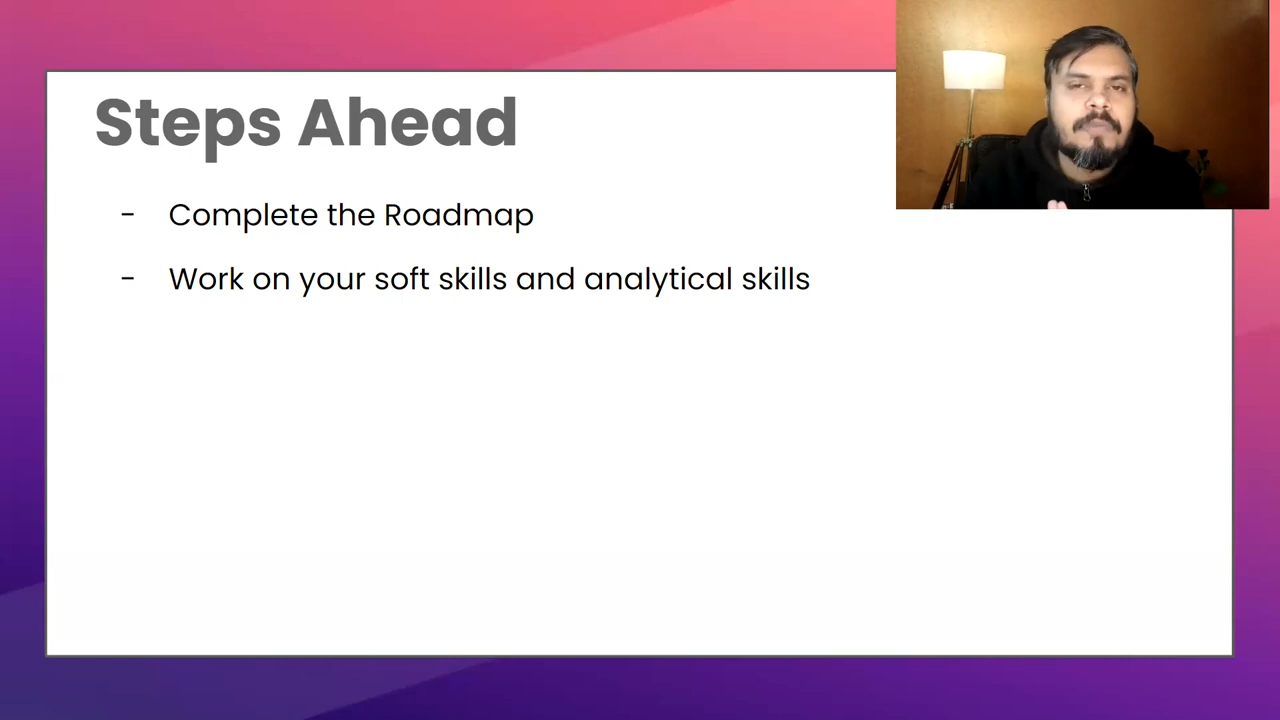 Steps Ahead
- Complete the Roadmap
- Work on your soft skills and analytical skills